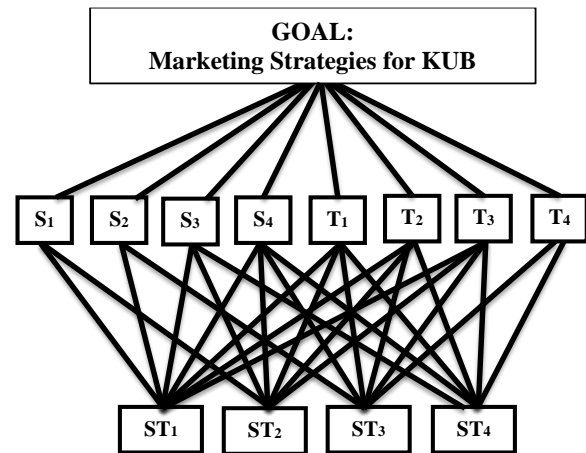 GOAL:
Marketing Strategies for KUB
S1 S2 S3 S4 T1 T2 T3 T4
ST1 ST2 ST3 ST4